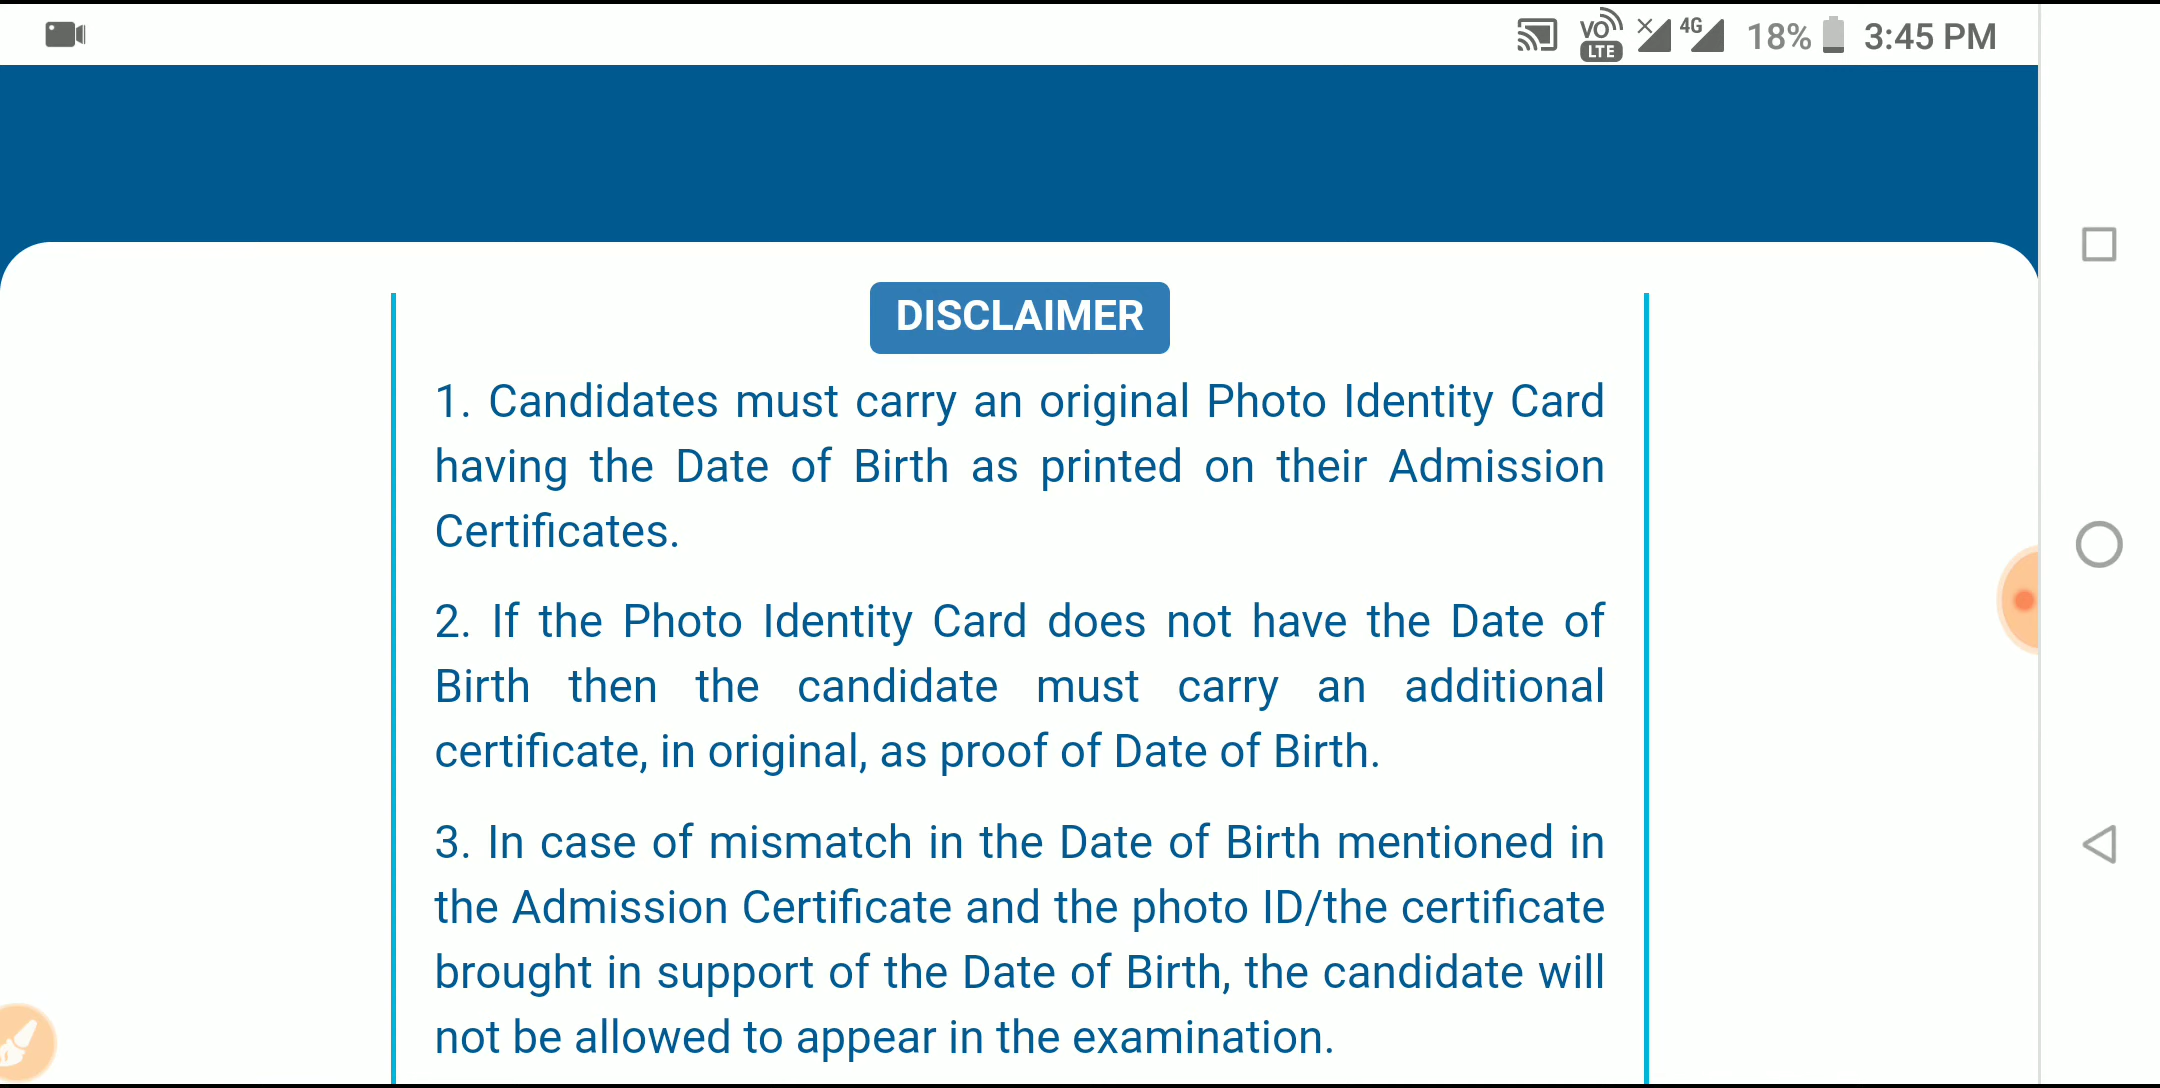 VO LTE 4G 18% 3:45 PM
DISCLAIMER
1. Candidates must carry an original Photo Identity Card
having the Date of Birth as printed on their Admission
Certificates.
2. If the Photo Identity Card does not have the Date of
Birth then the candidate must carry an additional
certificate, in original, as proof of Date of Birth.
3. In case of mismatch in the Date of Birth mentioned in
the Admission Certificate and the photo ID/the certificate
brought in support of the Date of Birth, the candidate will
not be allowed to appear in the examination.